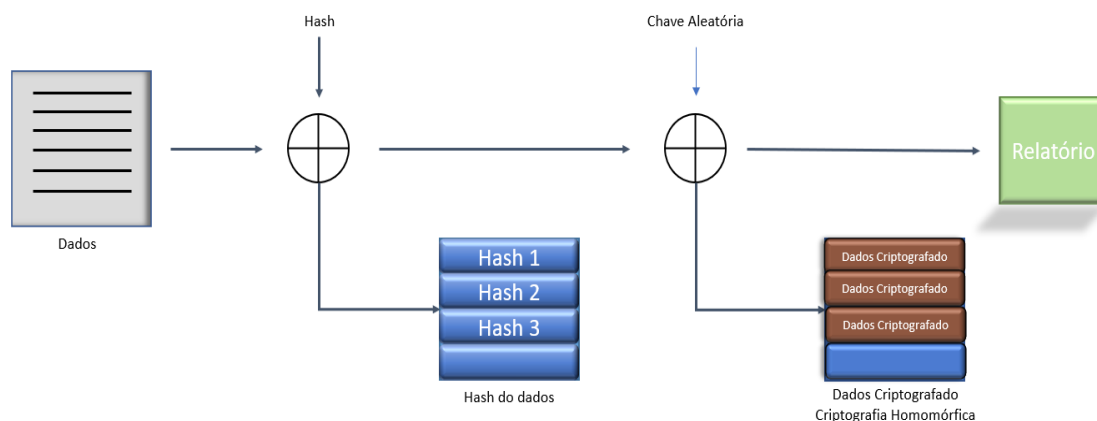 Hash
Chave Aleatória
Relatório
Dados
Hash 1
Hash 2
Hash 3
Hash do dados
Dados Criptografado
Dados Criptografado
Dados Criptografado
Dados Criptografado
Criptografia Homomórfica